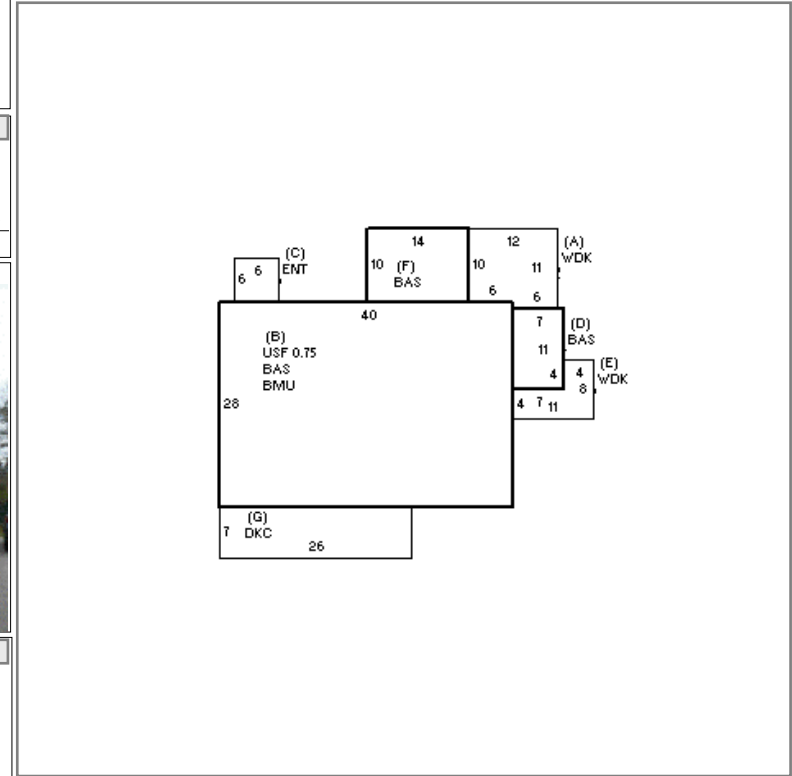 (C)
ENT
6 6
14
10 (F)
BAS
12
10
11
6
6
(A)
WDK
40
(B)
USF 0.75
BAS
BMU
28
7
11
4
(D)
BAS
4
8
(E)
WDK
4 7 11
(G)
7 DKC
26